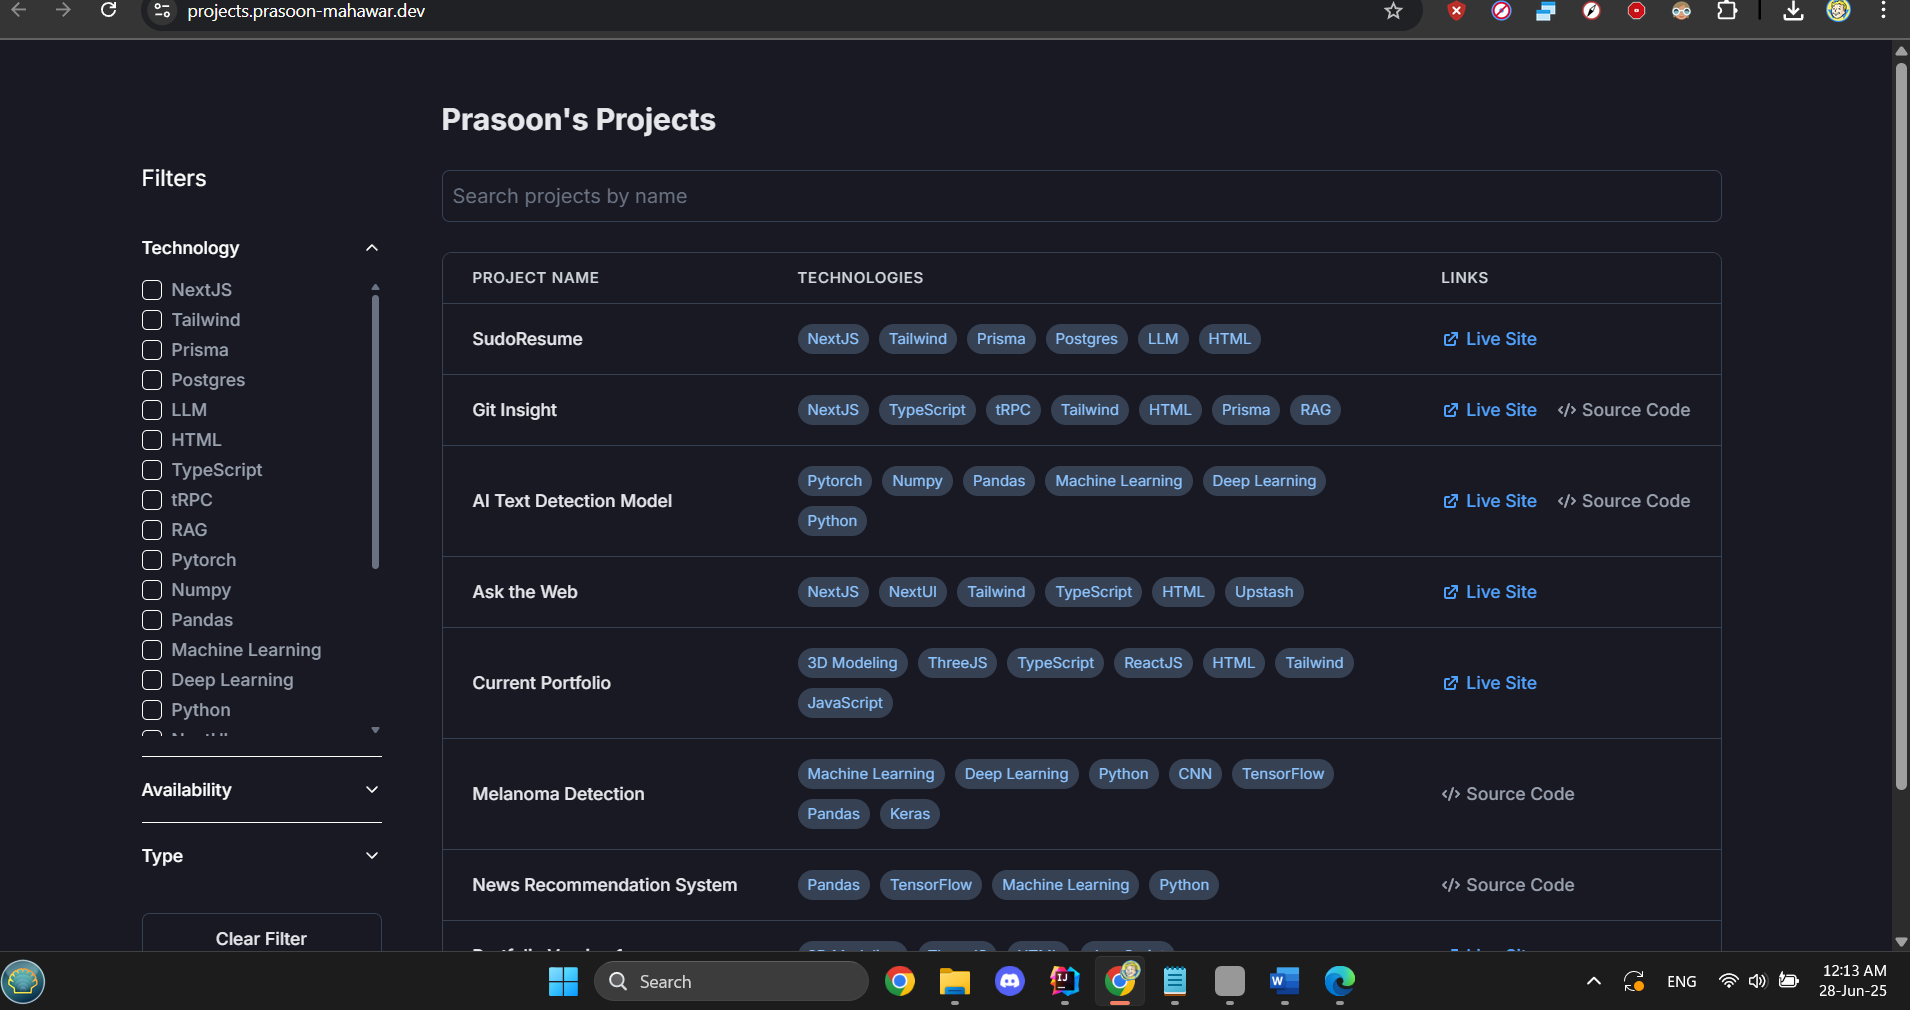 projects.prasoon-mahawar.dev
Prasoon's Projects
Filters
Search projects by name
Technology
NextJS
Tailwind
Prisma
Postgres
LLM
HTML
TypeScript
tRPC
RAG
Pytorch
Numpy
Pandas
Machine Learning
Deep Learning
Python
Availability
Type
Clear Filter
PROJECT NAME TECHNOLOGIES LINKS
SudoResume NextJS Tailwind Prisma Postgres LLM HTML Live Site
Git Insight NextJS TypeScript tRPC Tailwind HTML Prisma RAG Live Site </> Source Code
Pytorch Numpy Pandas Machine Learning Deep Learning
AI Text Detection Model Live Site </> Source Code
Python
Ask the Web NextJS NextUI Tailwind TypeScript HTML Upstash Live Site
3D Modeling ThreeJS TypeScript ReactJS HTML Tailwind
Current Portfolio Live Site
JavaScript
Machine Learning Deep Learning Python CNN TensorFlow
Melanoma Detection </> Source Code
Pandas Keras
News Recommendation System Pandas TensorFlow Machine Learning Python </> Source Code
Search
ENG
12:13 AM
28-Jun-25